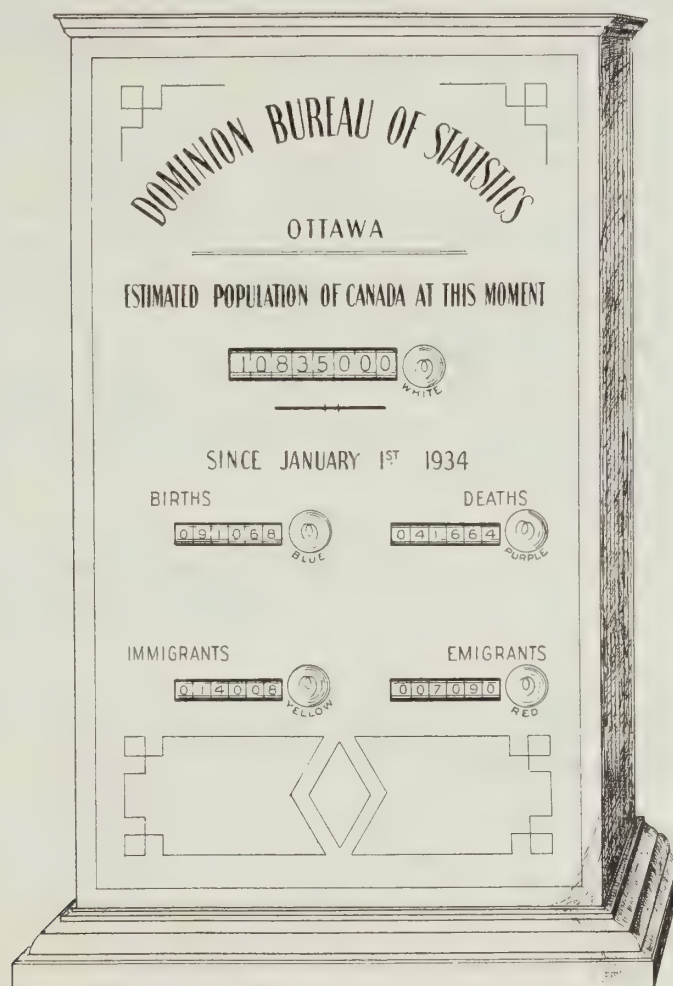 DOMINION BUREAU OF STATISTICS
OTTAWA
ESTIMATED POPULATION OF CANADA AT THIS MOMENT
10835000
WHITE
SINCE JANUARY 1ST 1934
BIRTHS DEATHS
091068 041664
BLUE PURPLE
IMMIGRANTS EMIGRANTS
014008 007090
YELLOW RED